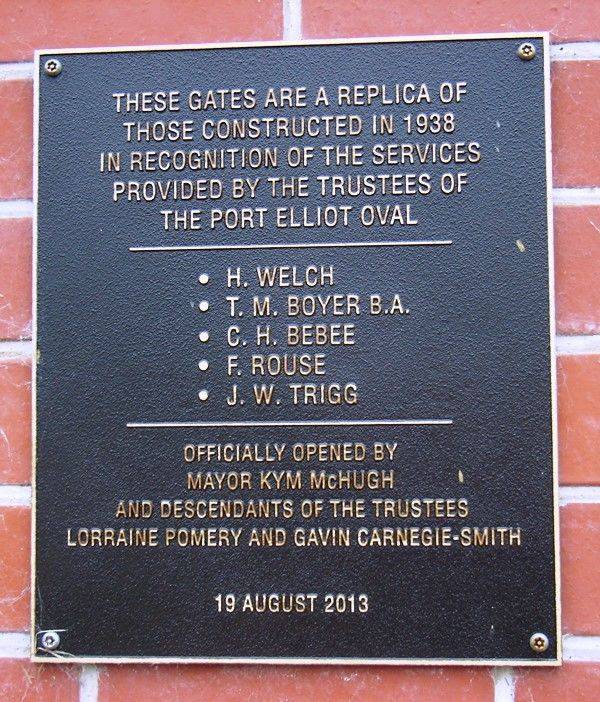 THESE GATES ARE A REPLICA OF
THOSE CONSTRUCTED IN 1938
IN RECOGNITION OF THE SERVICES
PROVIDED BY THE TRUSTEES OF
THE PORT ELLIOT OVAL
• H. WELCH
• T. M. BOYER B.A.
• C. H. BEBEE
• F. ROUSE
• J. W. TRIGG
OFFICIALLY OPENED BY
MAYOR KYM McHUGH
AND DESCENDANTS OF THE TRUSTEES
LORRAINE POMERY AND GAVIN CARNEGIE-SMITH
19 AUGUST 2013